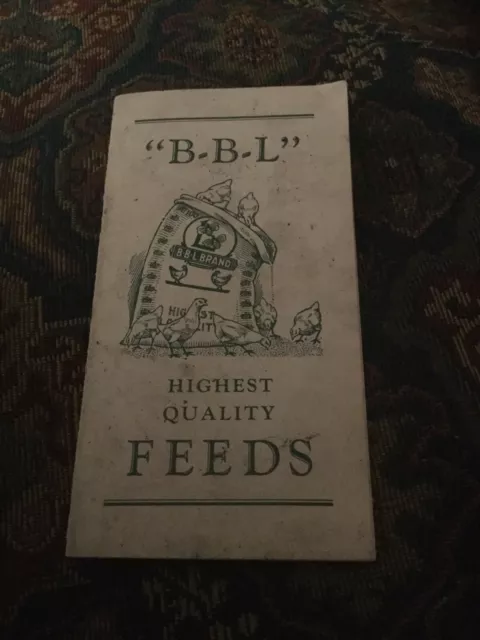 "B-B-L"
B.B.L BRAND
HIGHEST
QUALITY
FEEDS